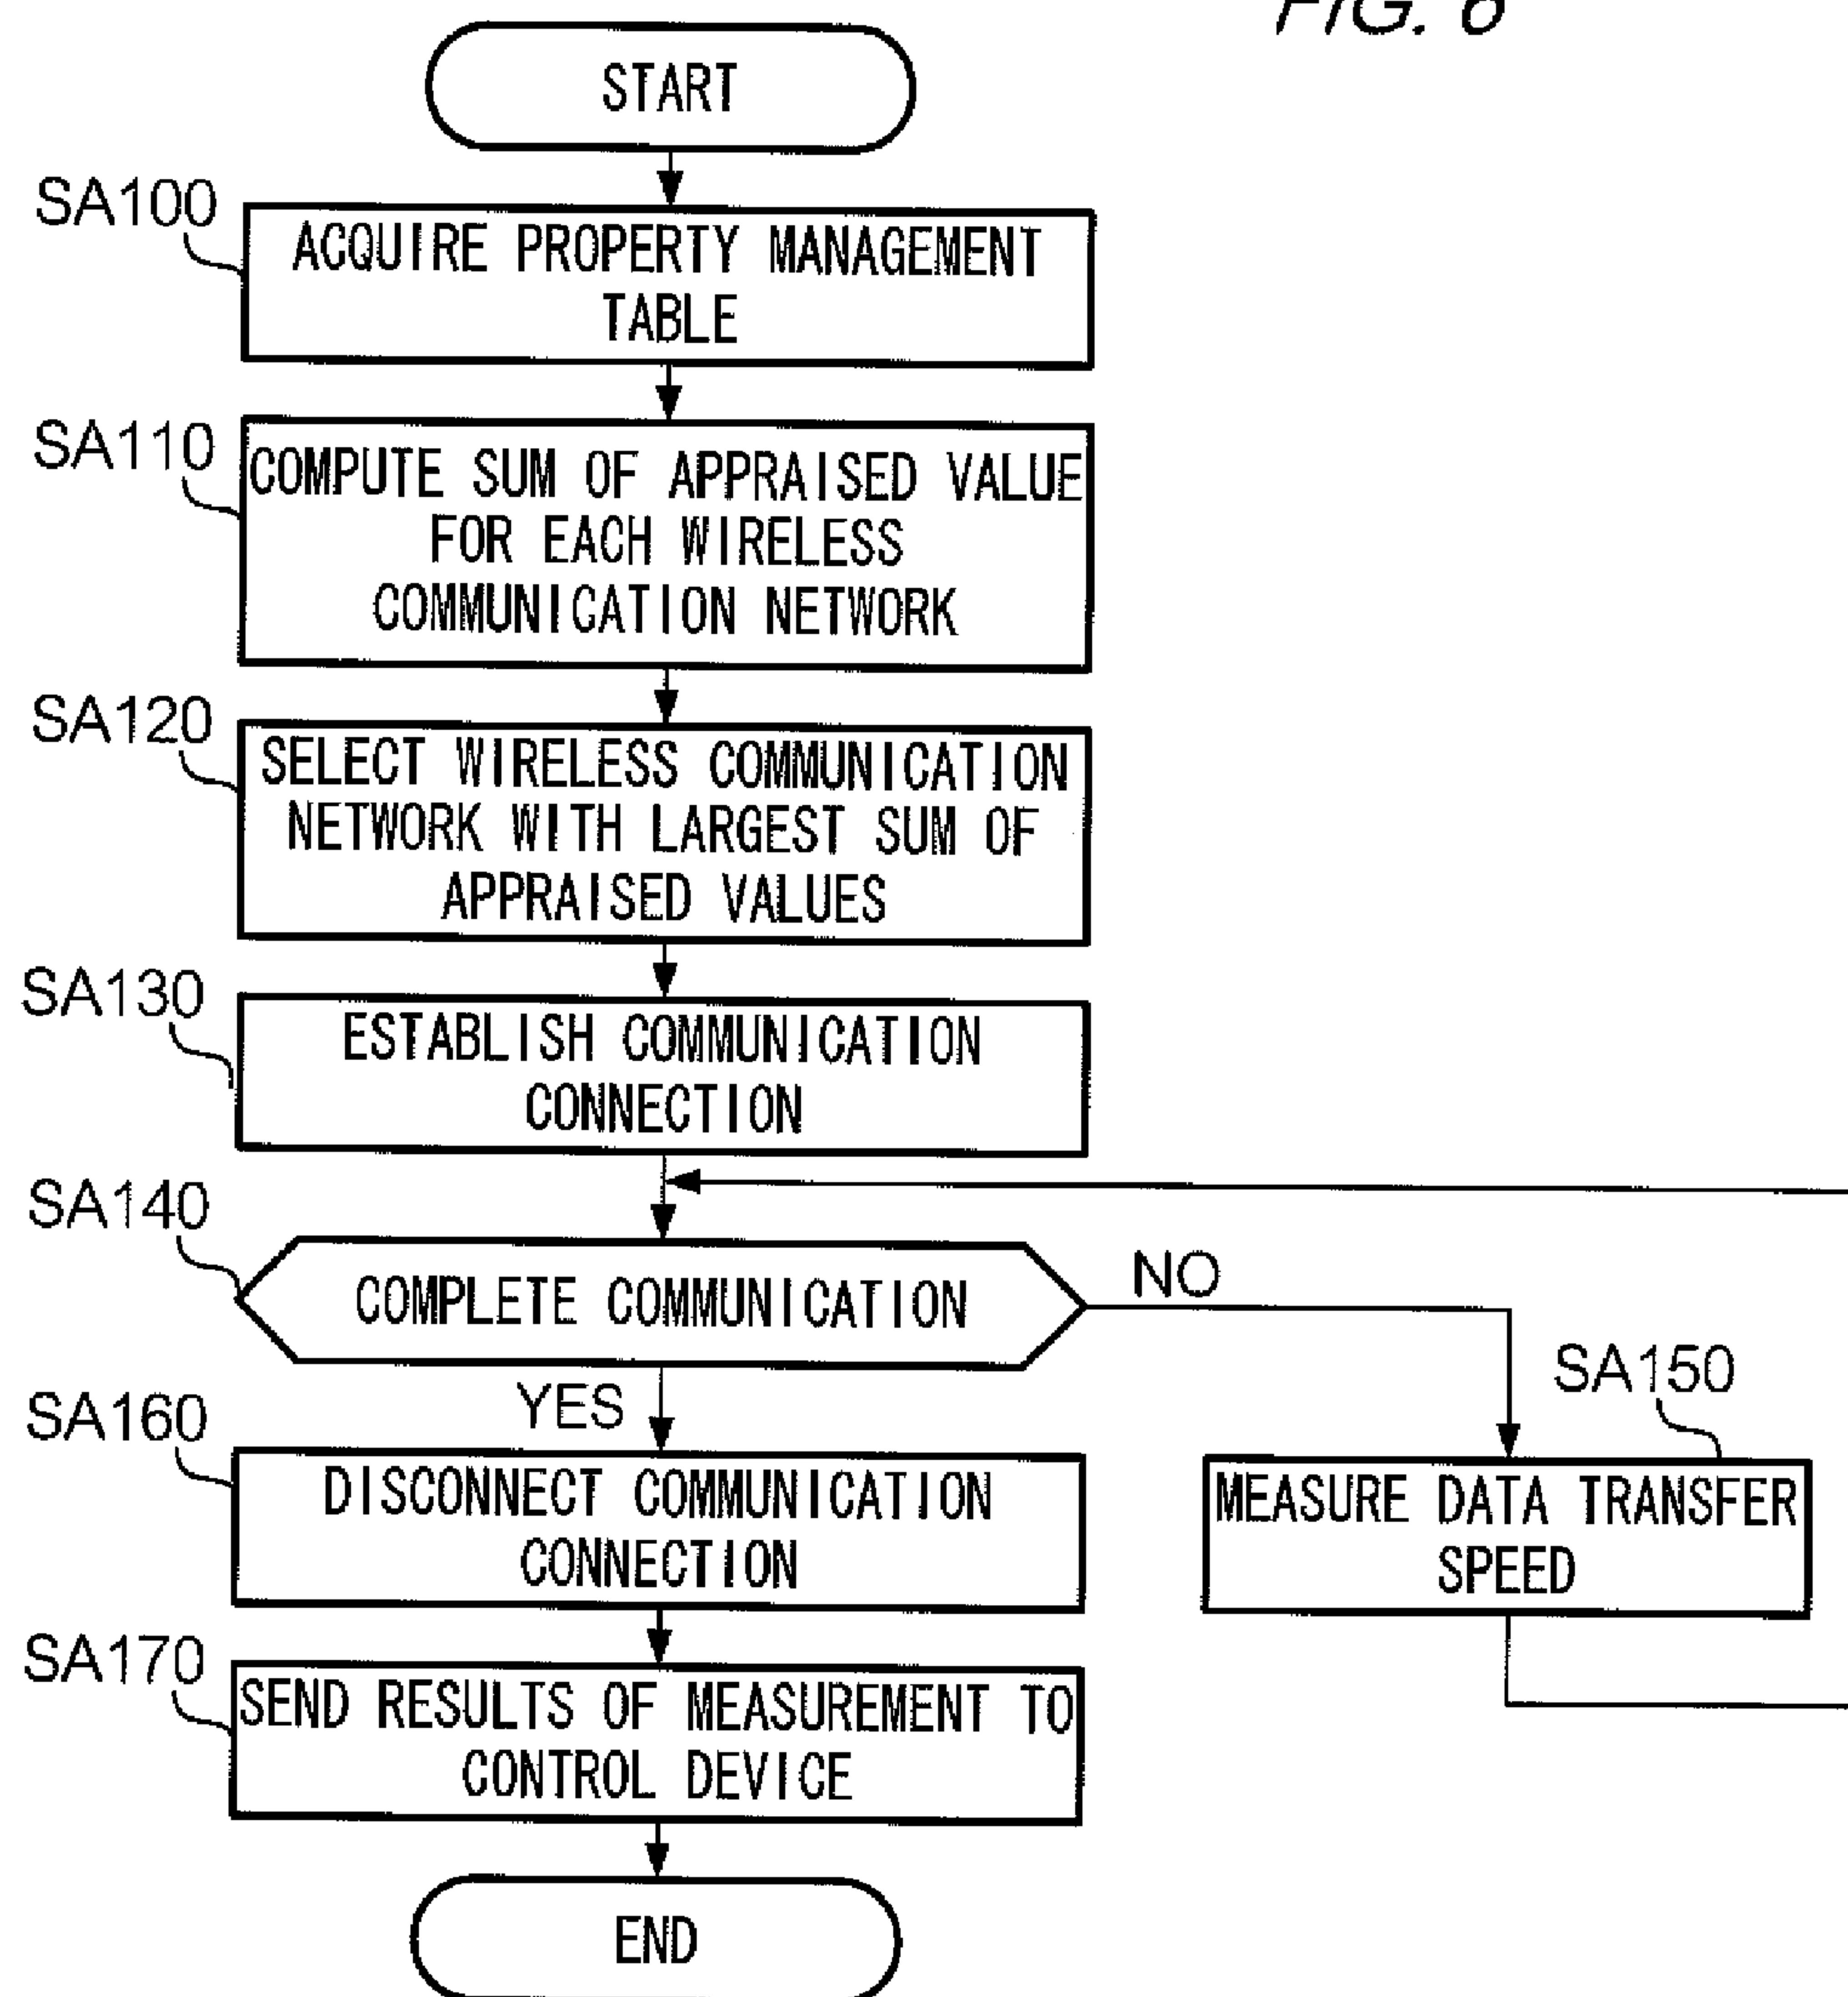 FIG. 6
START
SA100
ACQUIRE PROPERTY MANAGEMENT
TABLE
SA110
COMPUTE SUM OF APPRAISED VALUE
FOR EACH WIRELESS
COMMUNICATION NETWORK
SA120
SELECT WIRELESS COMMUNICATION
NETWORK WITH LARGEST SUM OF
APPRAISED VALUES
SA130
ESTABLISH COMMUNICATION
CONNECTION
SA140
COMPLETE COMMUNICATION
NO
YES
SA150
MEASURE DATA TRANSFER
SPEED
SA160
DISCONNECT COMMUNICATION
CONNECTION
SA170
SEND RESULTS OF MEASUREMENT TO
CONTROL DEVICE
END